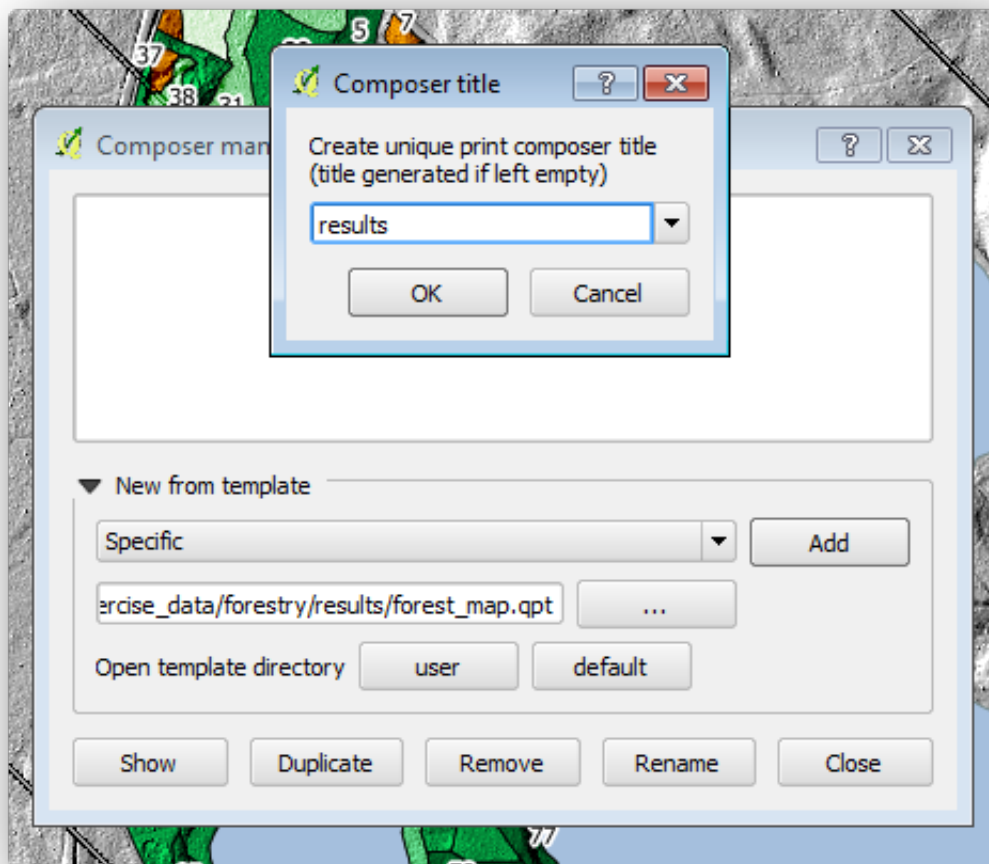 5
7
37
38
Composer title
Composer man
Create unique print composer title
(title generated if left empty)
results
OK
Cancel
New from template
Specific
Add
ercise_data/forestry/results/forest_map.qpt
...
Open template directory
user
default
Show
Duplicate
Remove
Rename
Close